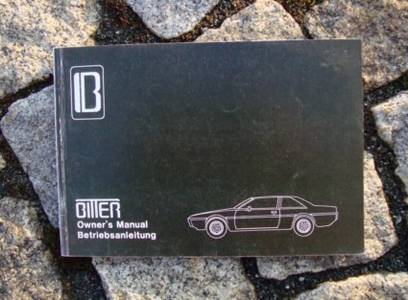 B
BITTER
Owner's Manual
Betriebsanleitung